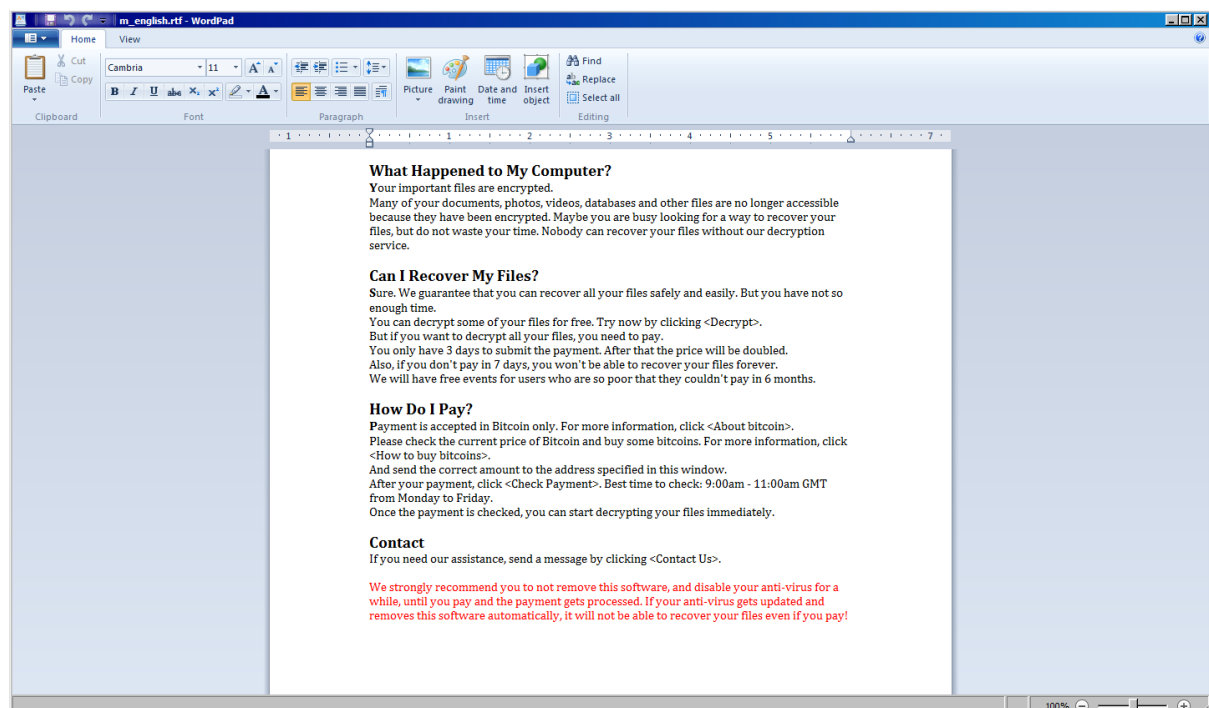 m_english.rtf - WordPad
Home View
Paste
Cut
Copy
Clipboard
Cambria 11 A A
B I U abc X₂ X² A
Font
Paragraph
Picture
Paint drawing
Date and time
Insert object
Insert
Find
Replace
Select all
Editing
1 1 2 3 4 5 7
What Happened to My Computer?
Your important files are encrypted.
Many of your documents, photos, videos, databases and other files are no longer accessible
because they have been encrypted. Maybe you are busy looking for a way to recover your
files, but do not waste your time. Nobody can recover your files without our decryption
service.
Can I Recover My Files?
Sure. We guarantee that you can recover all your files safely and easily. But you have not so
enough time.
You can decrypt some of your files for free. Try now by clicking <Decrypt>.
But if you want to decrypt all your files, you need to pay.
You only have 3 days to submit the payment. After that the price will be doubled.
Also, if you don't pay in 7 days, you won't be able to recover your files forever.
We will have free events for users who are so poor that they couldn't pay in 6 months.
How Do I Pay?
Payment is accepted in Bitcoin only. For more information, click <About bitcoin>.
Please check the current price of Bitcoin and buy some bitcoins. For more information, click
<How to buy bitcoins>.
And send the correct amount to the address specified in this window.
After your payment, click <Check Payment>. Best time to check: 9:00am - 11:00am GMT
from Monday to Friday.
Once the payment is checked, you can start decrypting your files immediately.
Contact
If you need our assistance, send a message by clicking <Contact Us>.
We strongly recommend you to not remove this software, and disable your anti-virus for a
while, until you pay and the payment gets processed. If your anti-virus gets updated and
removes this software automatically, it will not be able to recover your files even if you pay!
100%